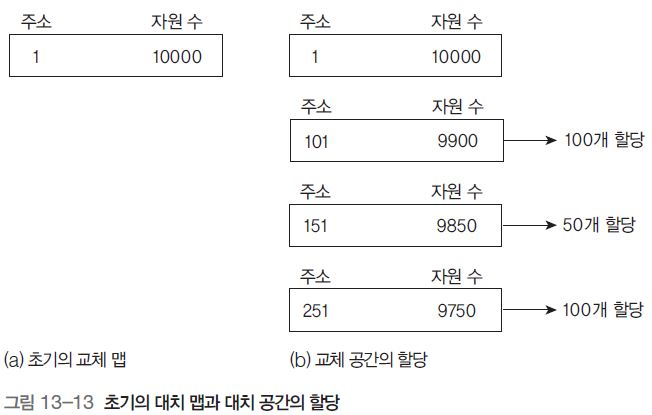 주소 자원 수
1 10000
주소 자원 수
1 10000
주소 자원 수
101 9900 100개 할당
주소 자원 수
151 9850 50개 할당
주소 자원 수
251 9750 100개 할당
(a) 초기의 교체 맵
(b) 교체 공간의 할당
그림 13-13 초기의 대치 맵과 대치 공간의 할당